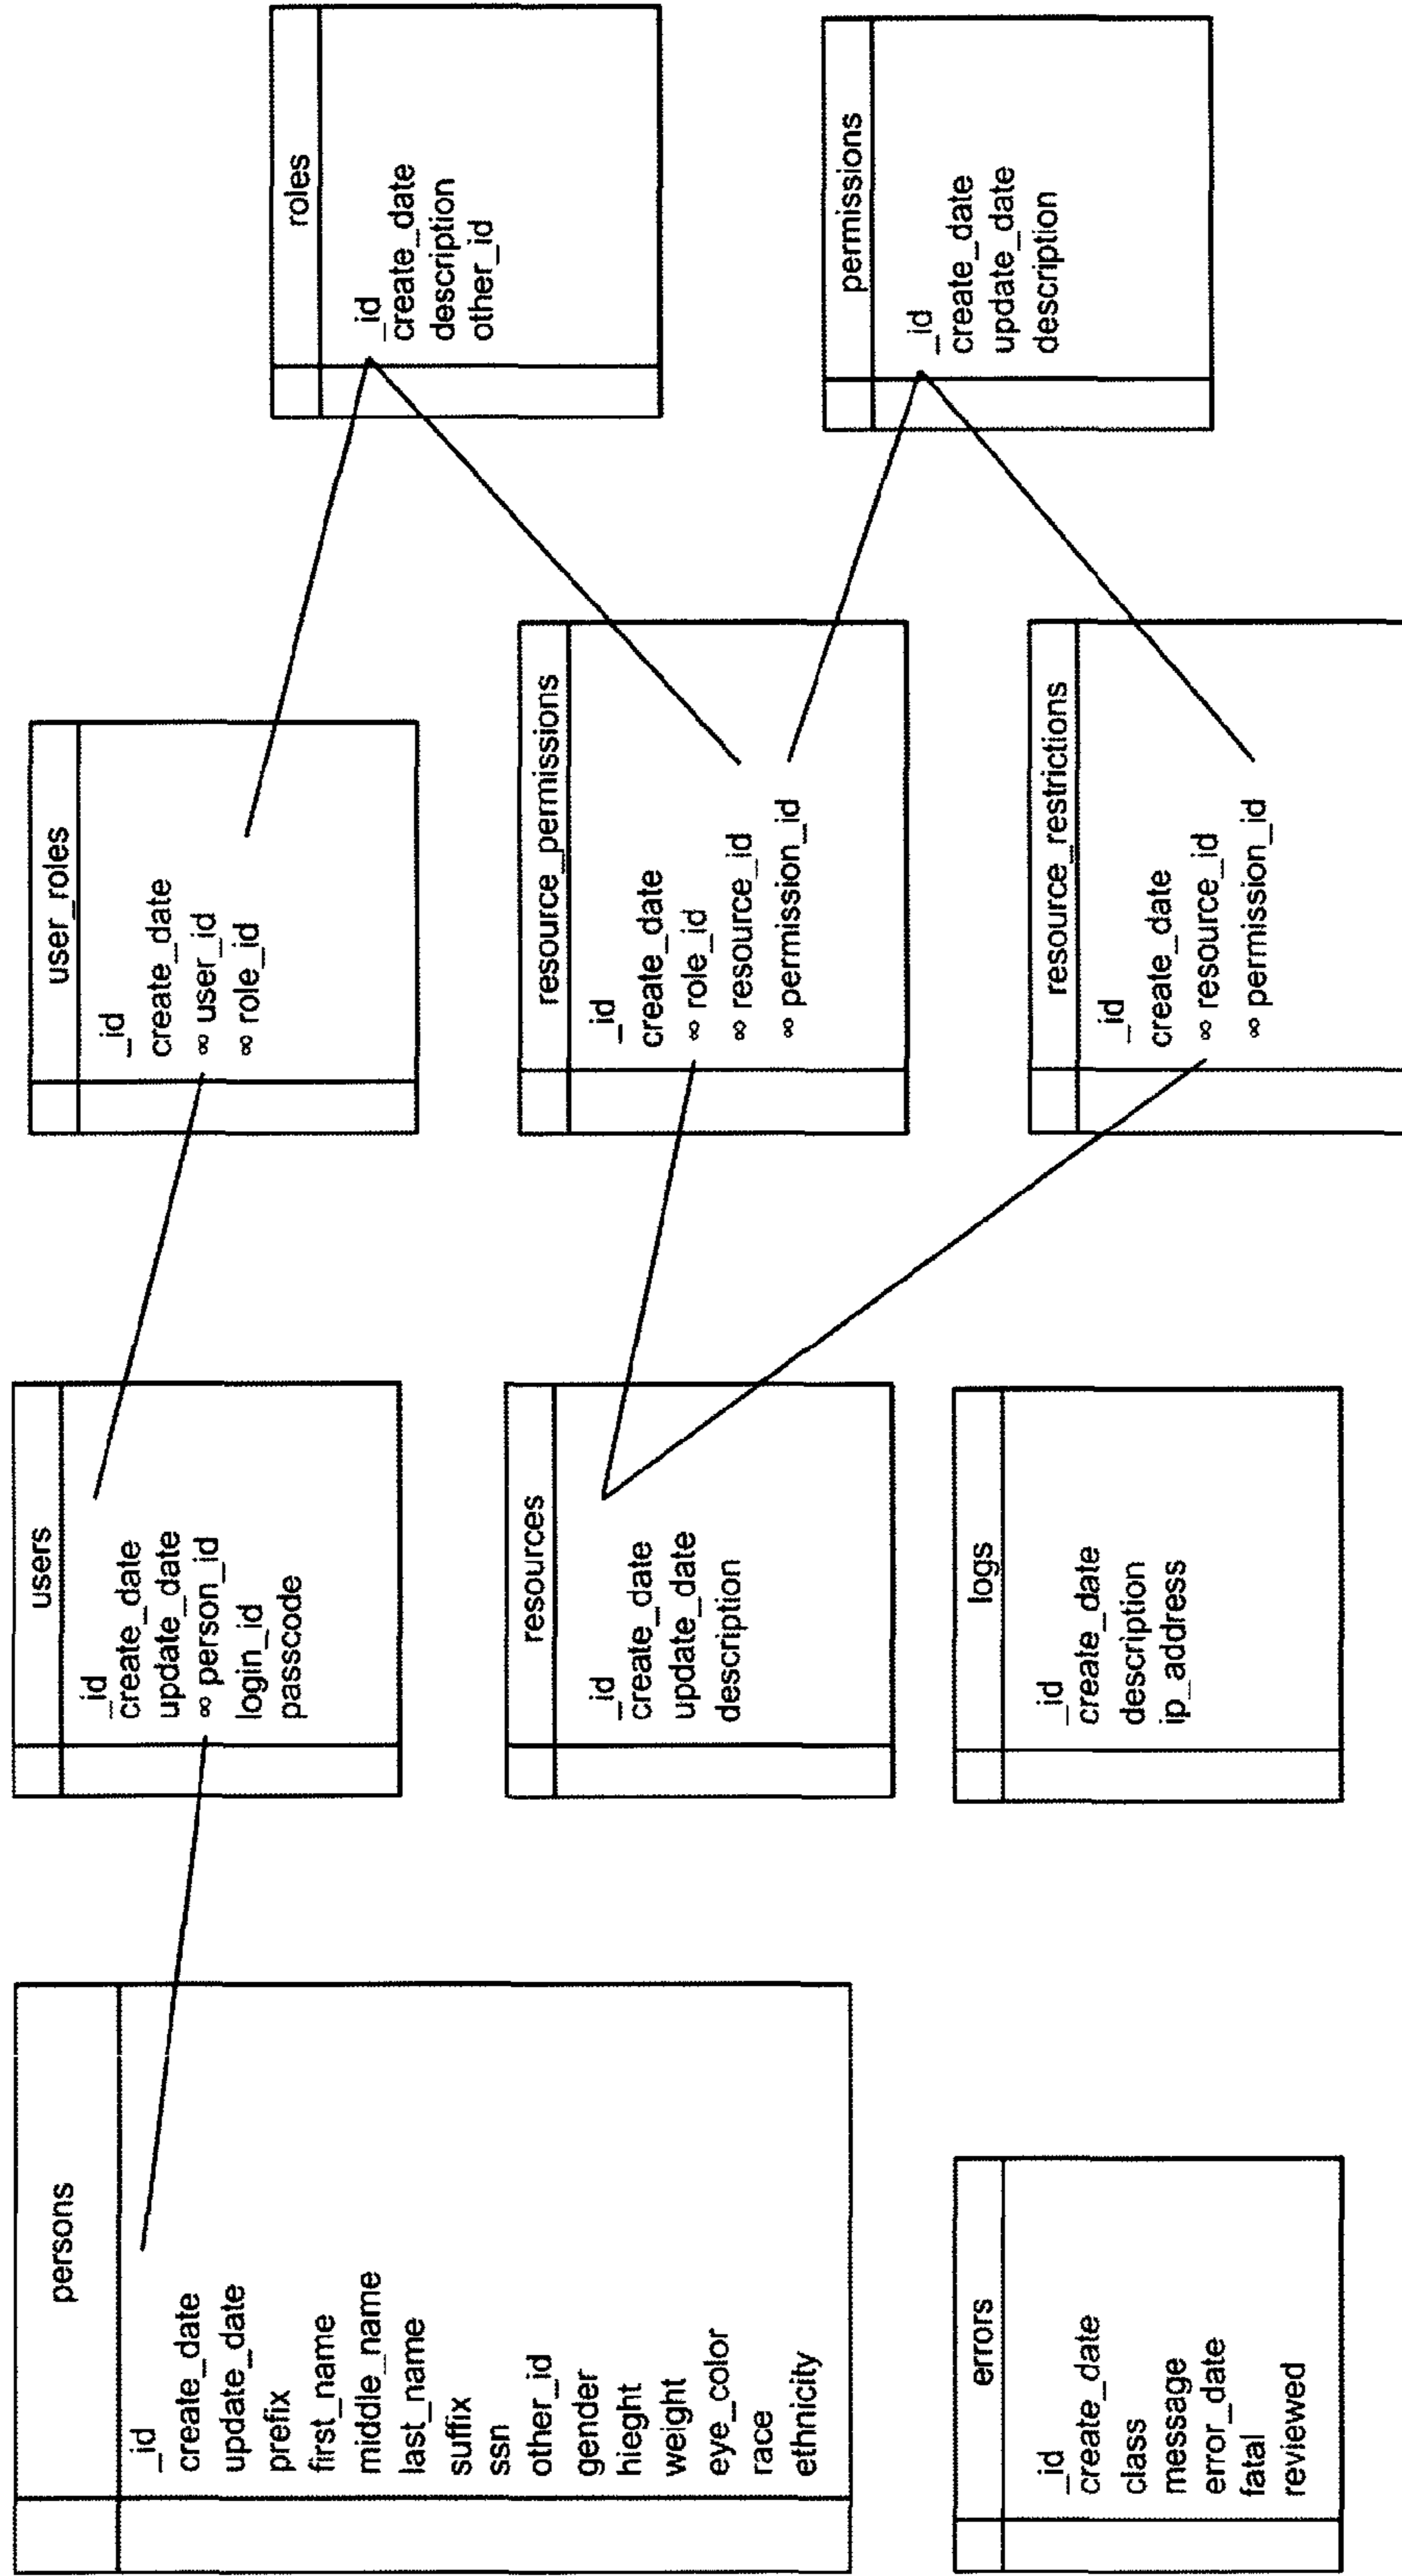 persons
_id
create_date
update_date
prefix
first_name
middle_name
last_name
suffix
ssn
other_id
gender
hieght
weight
eye_color
race
ethnicity
errors
_id
create_date
class
message
error_date
fatal
reviewed
users
_id
create_date
update_date
∞ person_id
login_id
passcode
resources
_id
create_date
update_date
description
logs
_id
create_date
description
ip_address
user_roles
_id
create_date
∞ user_id
∞ role_id
resource_permissions
_id
create_date
∞ role_id
∞ resource_id
∞ permission_id
resource_restrictions
_id
create_date
∞ resource_id
∞ permission_id
roles
_id
create_date
description
other_id
permissions
_id
create_date
update_date
description